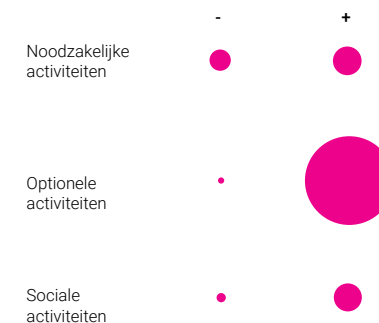 - +
Noodzakelijke
activiteiten
Optionele
activiteiten
Sociale
activiteiten